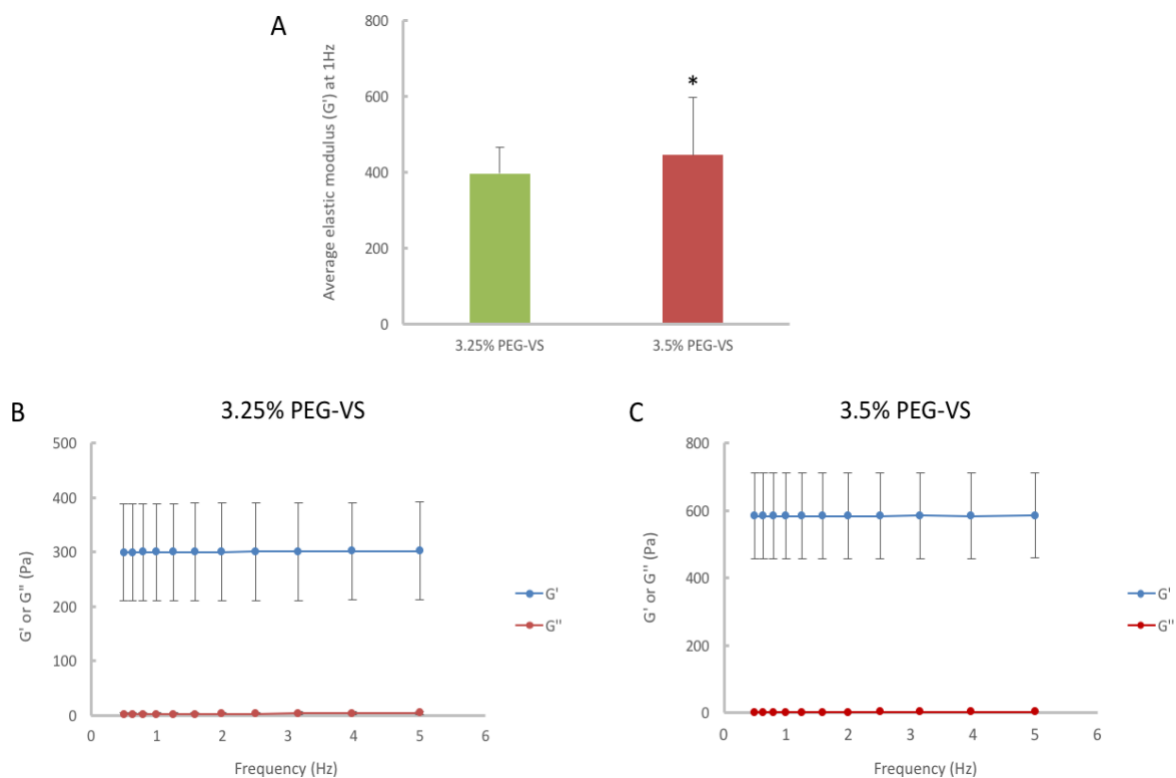 A
Average elastic modulus (G') at 1Hz
800
600
400
200
0
*
3.25% PEG-VS
3.5% PEG-VS
B
3.25% PEG-VS
G' or G" (Pa)
500
400
300
200
100
0
0 1 2 3 4 5 6
Frequency (Hz)
G'
G"
C
3.5% PEG-VS
G' or G'' (Pa)
800
600
400
200
0
0 1 2 3 4 5 6
Frequency (Hz)
G'
G''